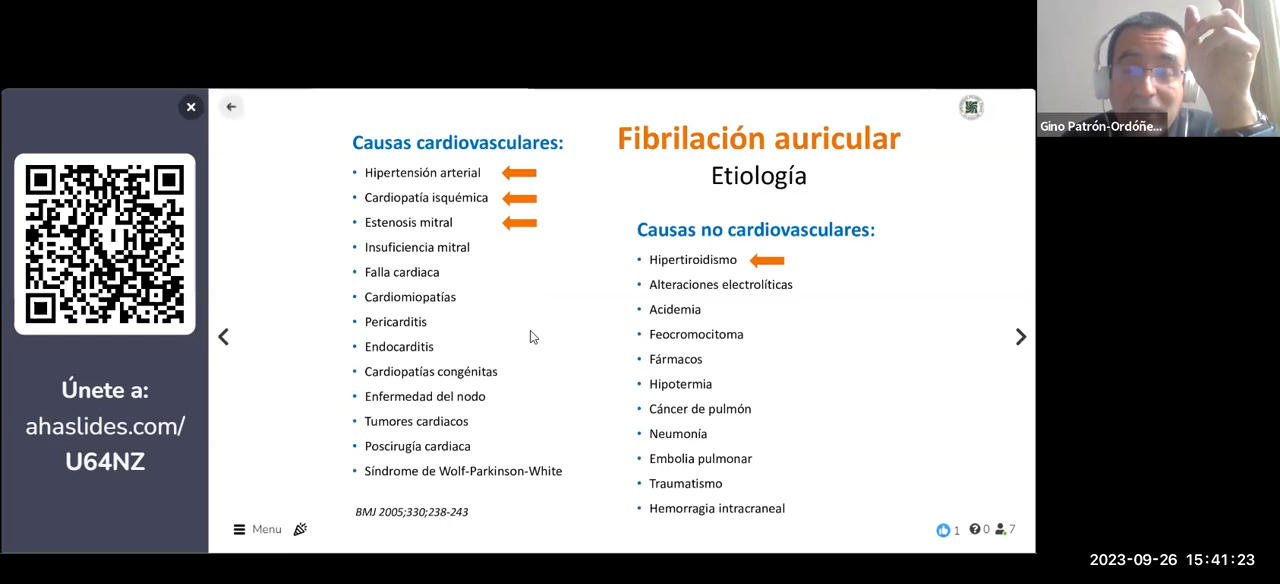 Gino Patrón-Ordóñe...
Únete a:
ahaslides.com/
U64NZ
Fibrilación auricular
Etiología
Causas cardiovasculares:
• Hipertensión arterial
• Cardiopatía isquémica
• Estenosis mitral
• Insuficiencia mitral
• Falla cardiaca
• Cardiomiopatías
• Pericarditis
• Endocarditis
• Cardiopatías congénitas
• Enfermedad del nodo
• Tumores cardiacos
• Poscirugía cardiaca
• Síndrome de Wolf-Parkinson-White
BMJ 2005;330;238-243
Causas no cardiovasculares:
• Hipertiroidismo
• Alteraciones electrolíticas
• Acidemia
• Feocromocitoma
• Fármacos
• Hipotermia
• Cáncer de pulmón
• Neumonía
• Embolia pulmonar
• Traumatismo
• Hemorragia intracraneal
Menu
1 0 7
2023-09-26 15:41:23